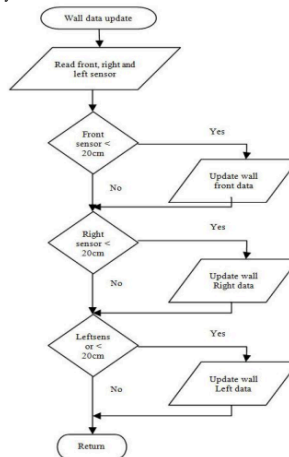 Wall data update
Read front, right and
left sensor
Front
sensor <
20cm
Yes
No
Update wall
front data
Right
sensor <
20cm
Yes
No
Update wall
Right data
Leftsens
or <
20cm
Yes
No
Update wall
Left data
Return